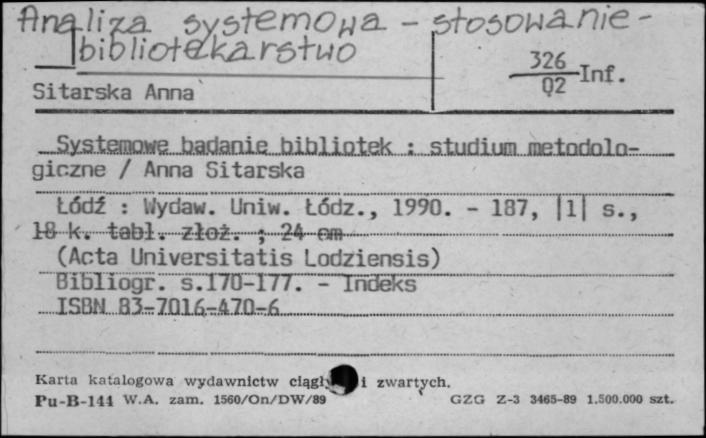 Analiza systemowa - stosowanie -
bibliotekarstwo
326
Q2 Inf.
Sitarska Anna
Systemowe badanie bibliotek : studium metodolo-
giczne / Anna Sitarska
Łódź : Wydaw. Uniw. Łódz., 1990. - 187, |1| s.,
18 k. tabl. złoż. ; 24 cm
(Acta Universitatis Lodziensis)
Bibliogr. s.170-177. - Indeks
ISBN 83-7016-470-6
Karta katalogowa wydawnictw i zwartych.
Pu-B-144 W.A. zam. 1560/On/DW/89 GZG Z-3 3465-89 1.500.000 szt.